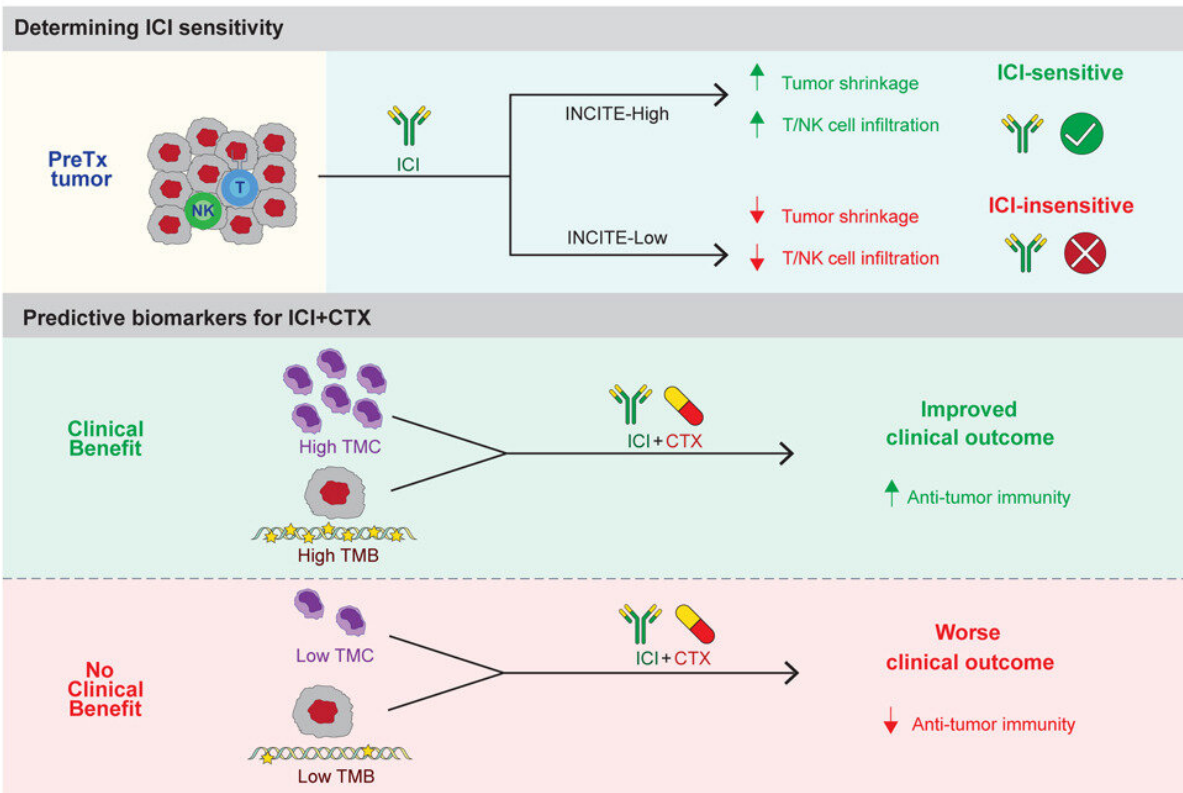 Determining ICI sensitivity
PreTx
tumor
NK
T
ICI
INCITE-High
Tumor shrinkage
T/NK cell infiltration
ICI-sensitive
INCITE-Low
Tumor shrinkage
T/NK cell infiltration
ICI-insensitive
Predictive biomarkers for ICI+CTX
Clinical
Benefit
High TMC
High TMB
ICI+CTX
Improved
clinical outcome
Anti-tumor immunity
No
Clinical
Benefit
Low TMC
Low TMB
ICI+CTX
Worse
clinical outcome
Anti-tumor immunity